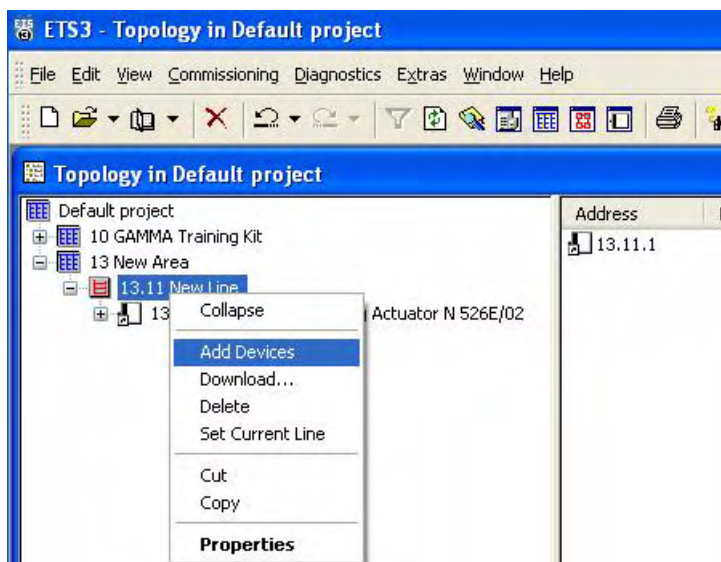 ETS3 - Topology in Default project
File Edit View Commissioning Diagnostics Extras Window Help
Topology in Default project
Default project
10 GAMMA Training Kit
13 New Area
13.11 New Line
13
Actuator N 526E/02
Collapse
Add Devices
Download...
Delete
Set Current Line
Cut
Copy
Properties
Address
13.11.1